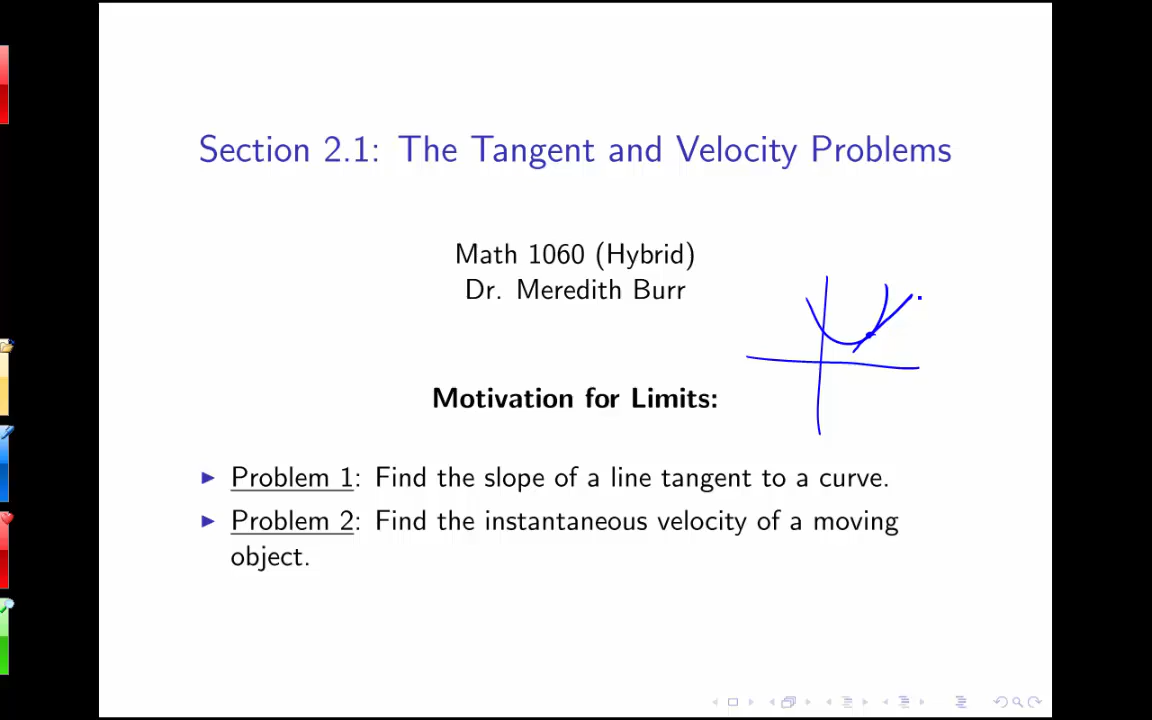 Section 2.1: The Tangent and Velocity Problems
Math 1060 (Hybrid)
Dr. Meredith Burr
Motivation for Limits:
Problem 1: Find the slope of a line tangent to a curve.
Problem 2: Find the instantaneous velocity of a moving
object.